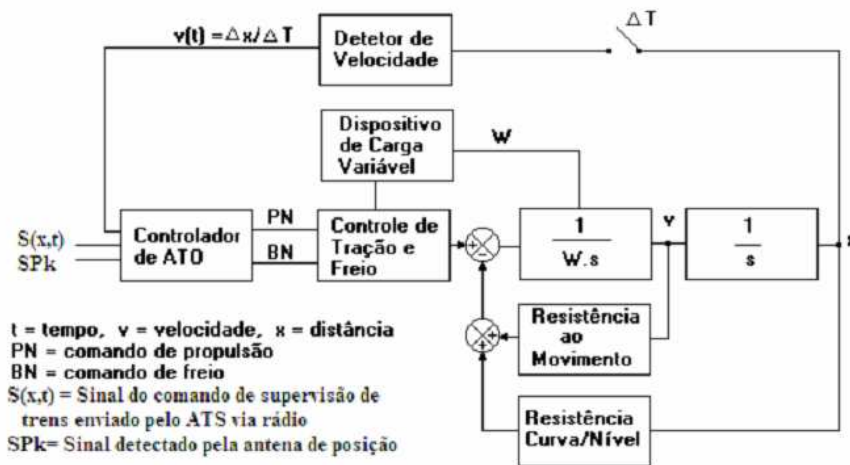 v(t) = Δx/ΔT
Detetor de
Velocidade
ΔT
Dispositivo
de Carga
Variável
W
S(x,t)
SPk
Controlador
de ATO
PN
BN
Controle de
Tração e
Freio
+
-
1
W.s
v
1
s
x
+
+
Resistência
ao
Movimento
Resistência
Curva/Nível
t = tempo, v = velocidade, x = distância
PN = comando de propulsão
BN = comando de freio
S(x,t) = Sinal do comando de supervisão de
trens enviado pelo ATS via rádio
SPk= Sinal detectado pela antena de posição